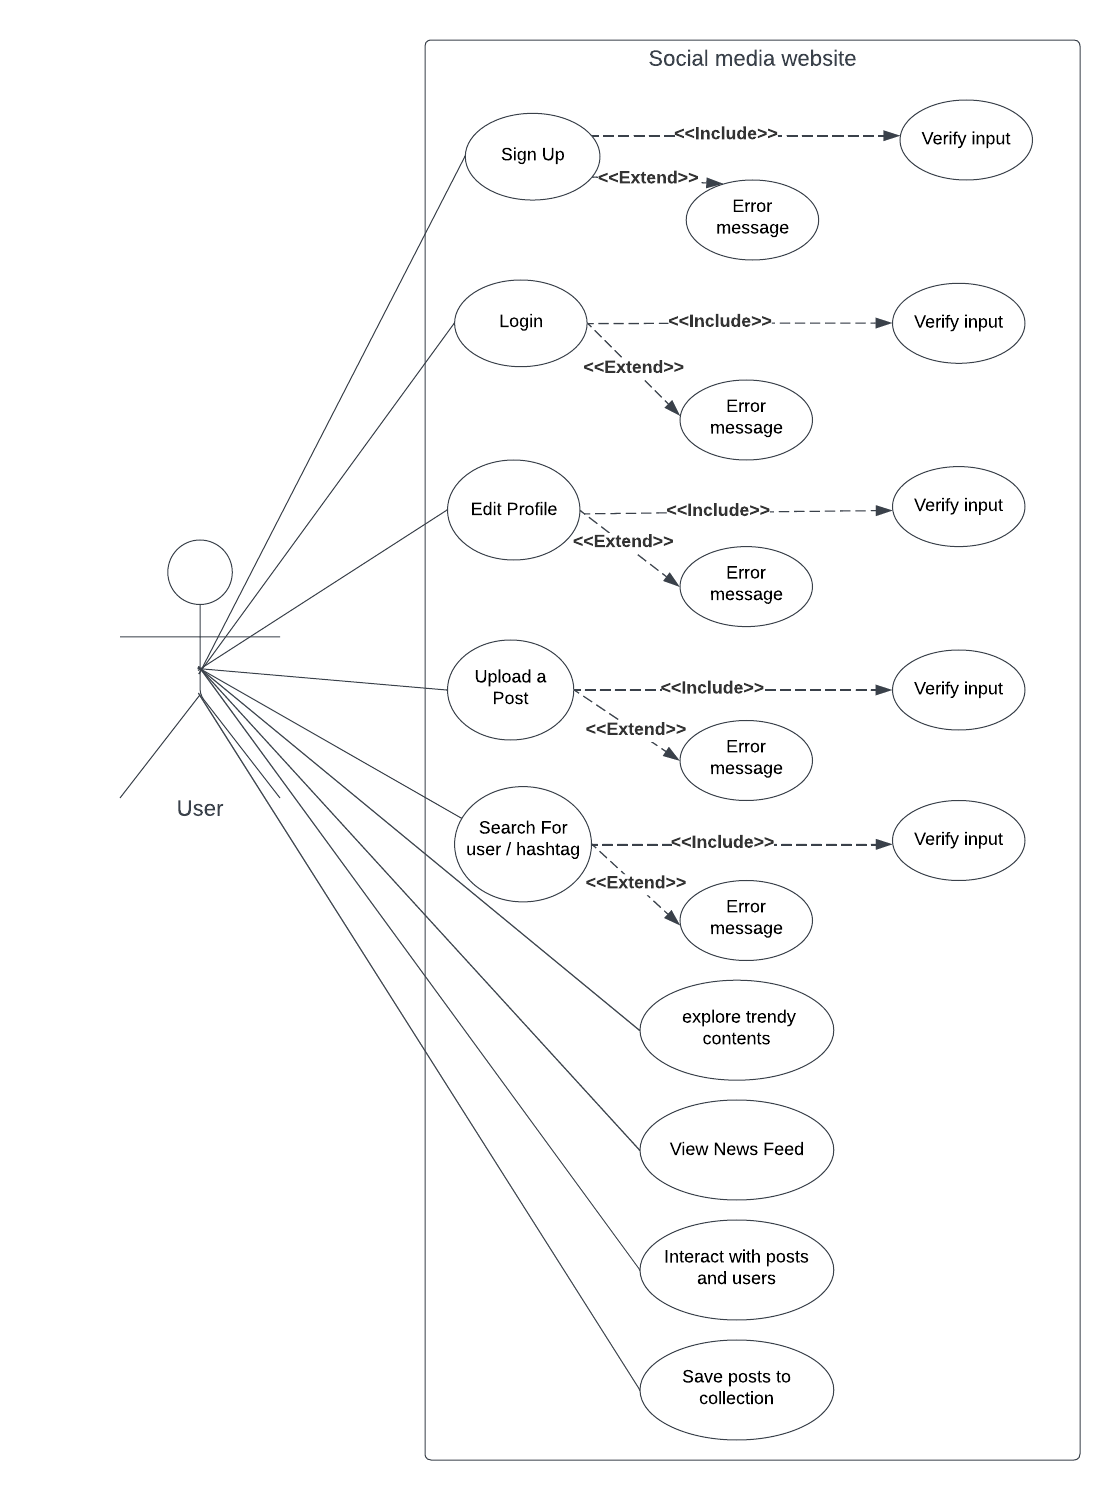 Social media website
Sign Up
<<Include>>
Verify input
<<Extend>>
Error
message
Login
<<Include>>
Verify input
<<Extend>>
Error
message
Edit Profile
<<Include>>
Verify input
<<Extend>>
Error
message
Upload a
Post
<<Include>>
Verify input
<<Extend>>
Error
message
User
Search For
user / hashtag
<<Include>>
Verify input
<<Extend>>
Error
message
explore trendy
contents
View News Feed
Interact with posts
and users
Save posts to
collection